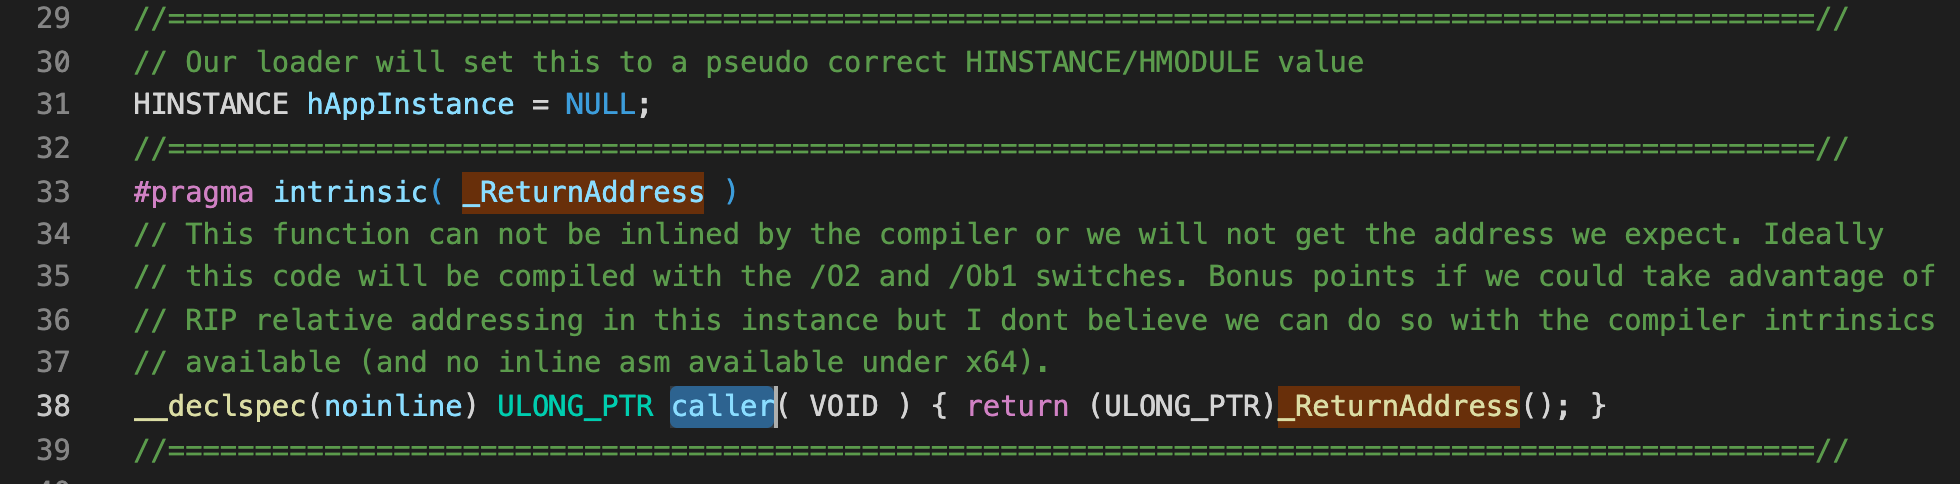 29 //===============================================================================================//
30 // Our loader will set this to a pseudo correct HINSTANCE/HMODULE value
31 HINSTANCE hAppInstance = NULL;
32 //===============================================================================================//
33 #pragma intrinsic( _ReturnAddress )
34 // This function can not be inlined by the compiler or we will not get the address we expect. Ideally
35 // this code will be compiled with the /O2 and /Ob1 switches. Bonus points if we could take advantage of
36 // RIP relative addressing in this instance but I dont believe we can do so with the compiler intrinsics
37 // available (and no inline asm available under x64).
38 __declspec(noinline) ULONG_PTR caller( VOID ) { return (ULONG_PTR)_ReturnAddress(); }
39 //===============================================================================================//